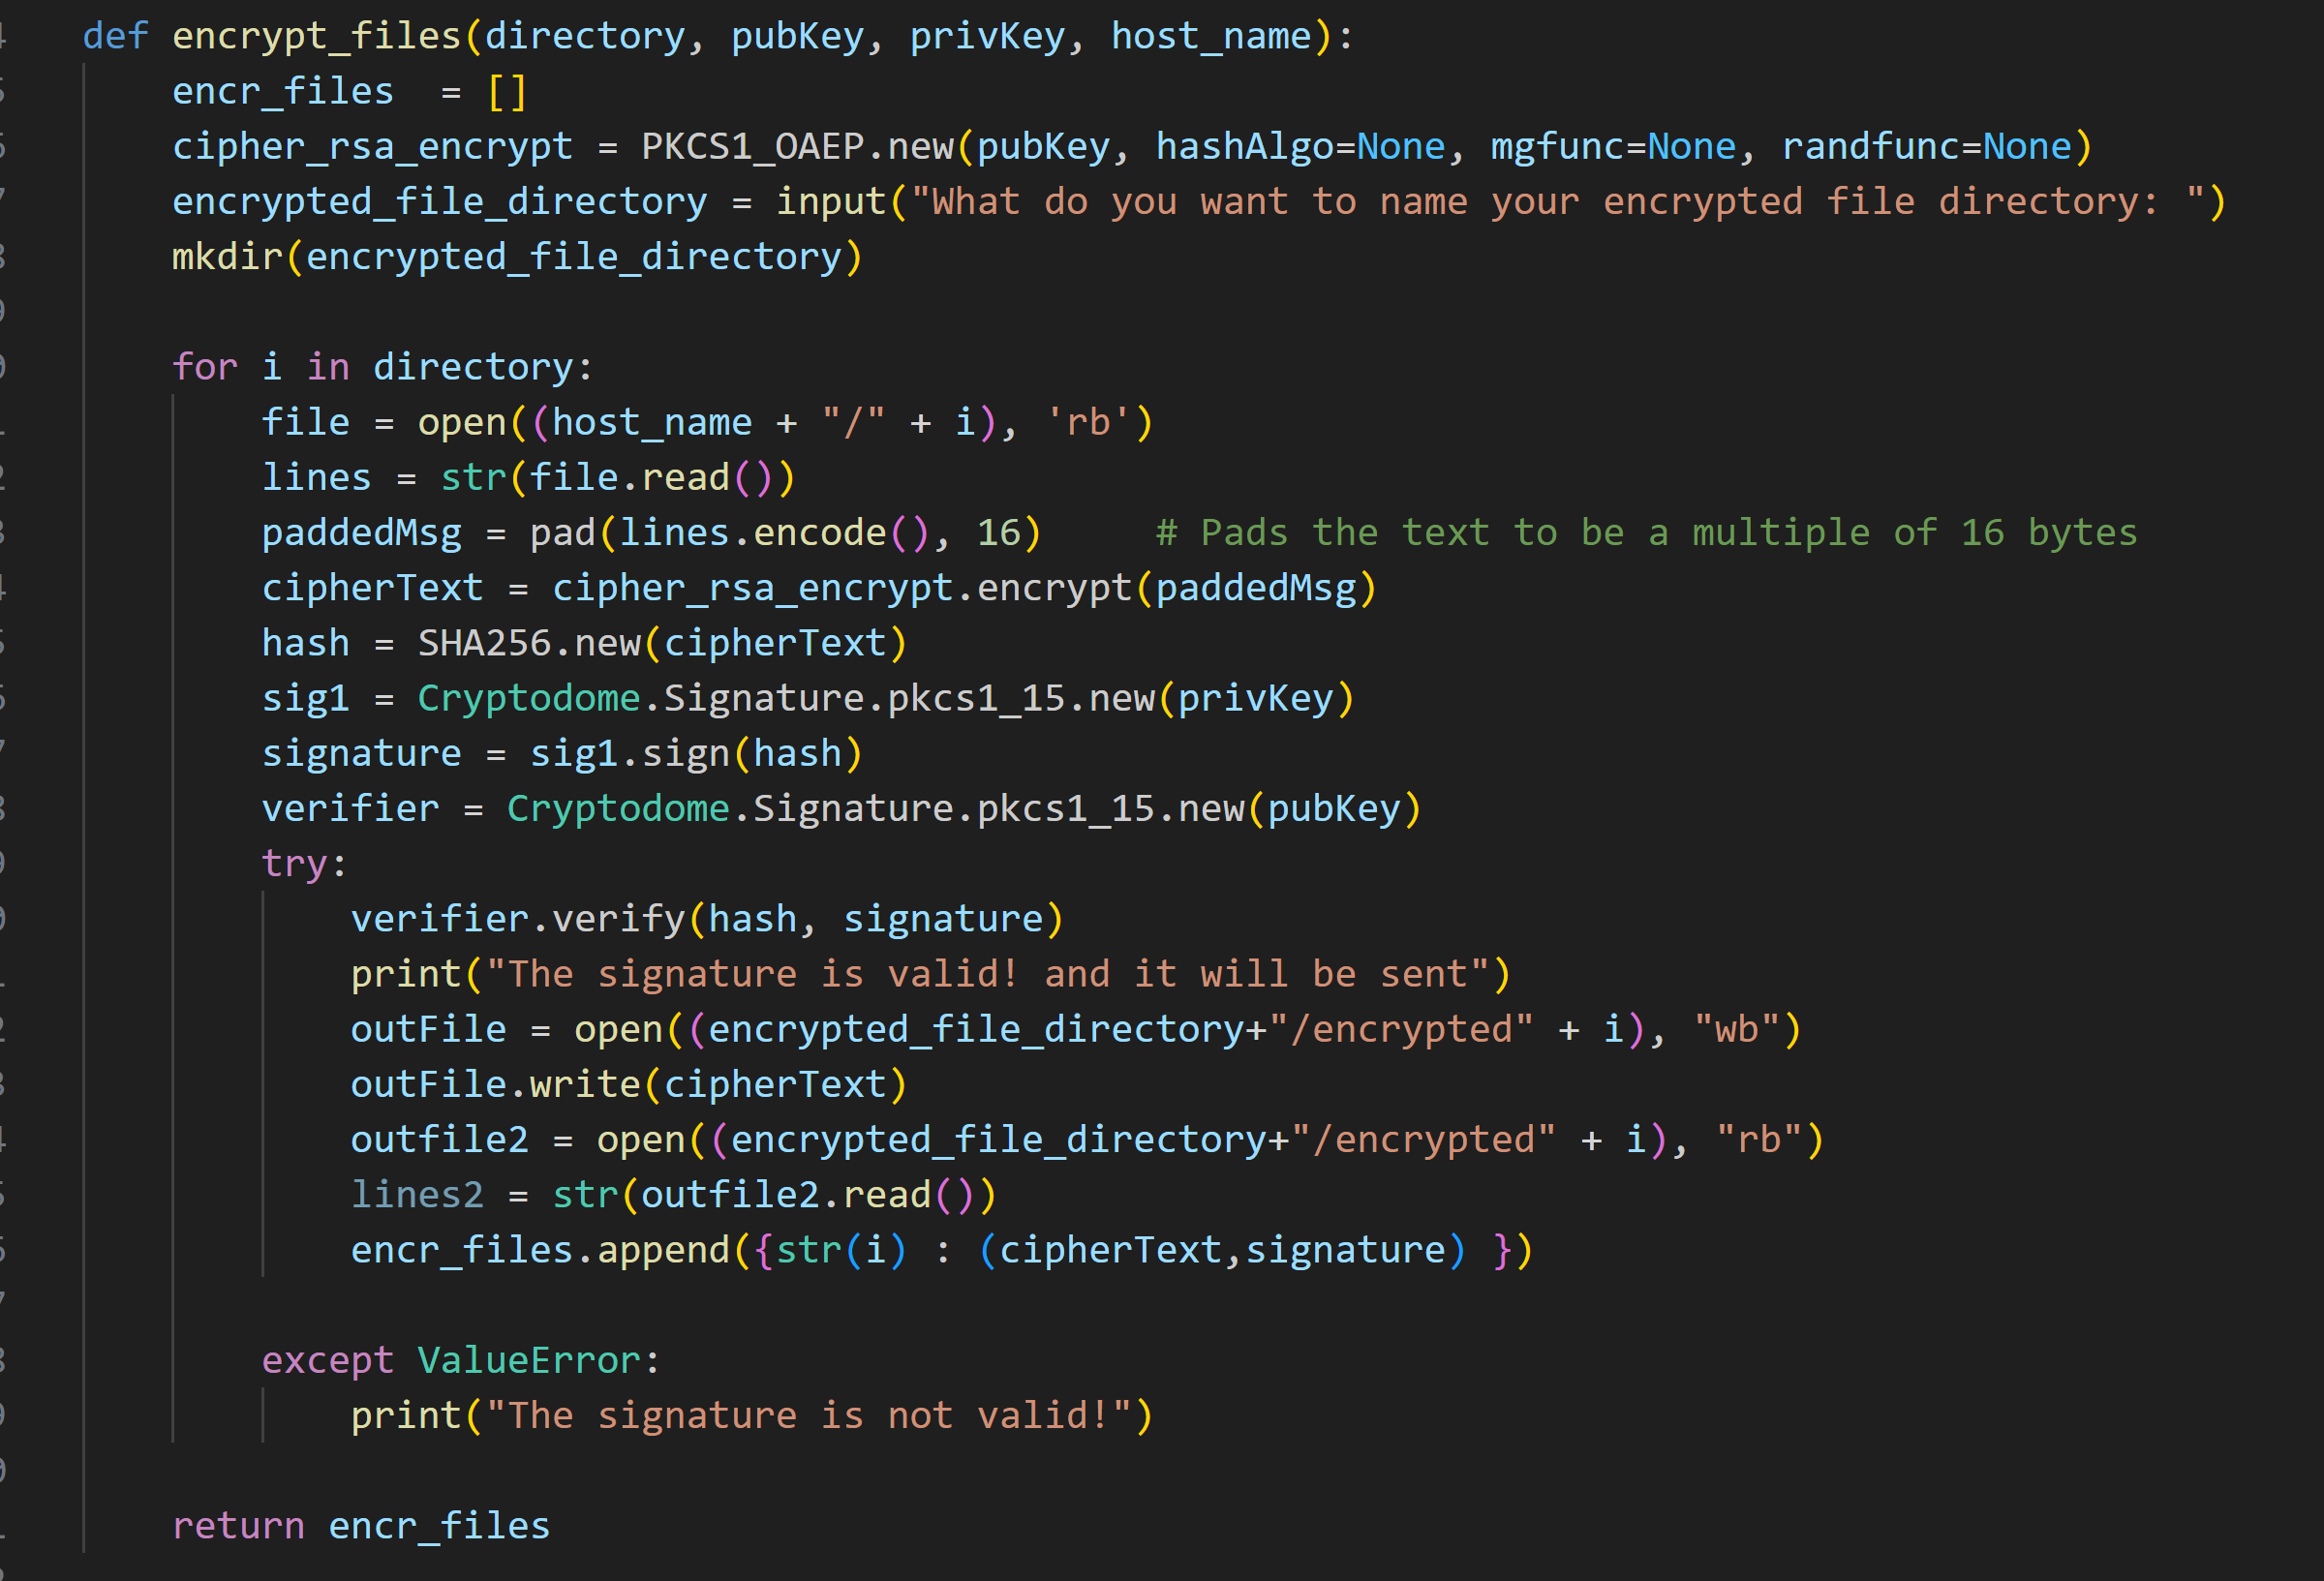 def encrypt_files(directory, pubKey, privKey, host_name):
    encr_files  = []
    cipher_rsa_encrypt = PKCS1_OAEP.new(pubKey, hashAlgo=None, mgfunc=None, randfunc=None)
    encrypted_file_directory = input("What do you want to name your encrypted file directory: ")
    mkdir(encrypted_file_directory)

    for i in directory:
        file = open((host_name + "/" + i), 'rb')
        lines = str(file.read())
        paddedMsg = pad(lines.encode(), 16)     # Pads the text to be a multiple of 16 bytes
        cipherText = cipher_rsa_encrypt.encrypt(paddedMsg)
        hash = SHA256.new(cipherText)
        sig1 = Cryptodome.Signature.pkcs1_15.new(privKey)
        signature = sig1.sign(hash)
        verifier = Cryptodome.Signature.pkcs1_15.new(pubKey)
        try:
            verifier.verify(hash, signature)
            print("The signature is valid! and it will be sent")
            outFile = open((encrypted_file_directory+"/encrypted" + i), "wb")
            outFile.write(cipherText)
            outfile2 = open((encrypted_file_directory+"/encrypted" + i), "rb")
            lines2 = str(outfile2.read())
            encr_files.append({str(i) : (cipherText,signature) })

        except ValueError:
            print("The signature is not valid!")

    return encr_files